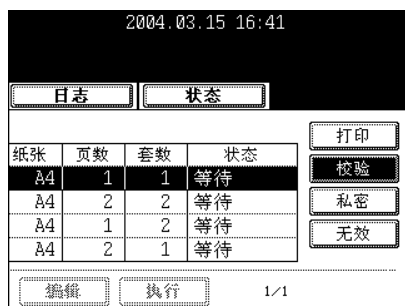 2004.03.15 16:41
日志 状态
打印
纸张 页数 套数 状态
校验
A4 1 1 等待
A4 2 2 等待
私密
A4 1 2 等待
无效
A4 2 1 等待
编辑 执行 1/1